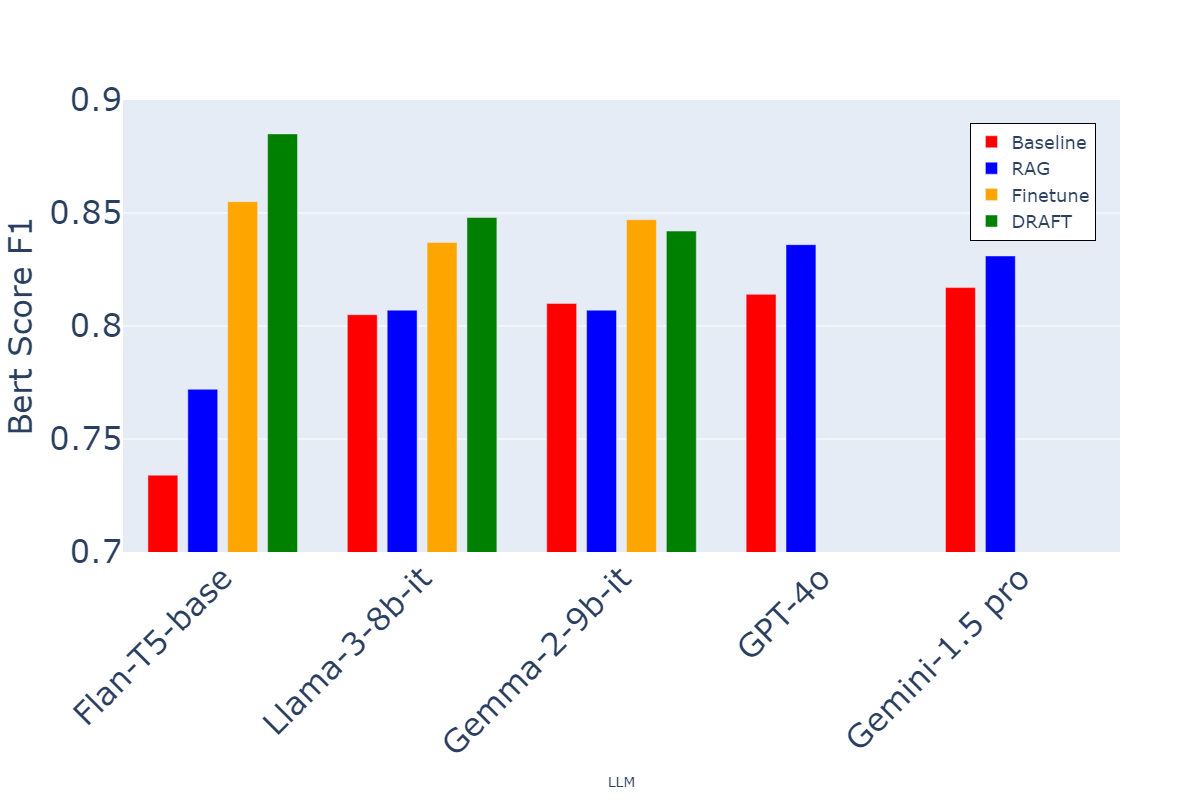 0.9
0.85
0.8
0.75
0.7
Bert Score F1
Baseline
RAG
Finetune
DRAFT
Flan-T5-base
Llama-3-8b-it
Gemma-2-9b-it
GPT-4o
Gemini-1.5 pro
LLM